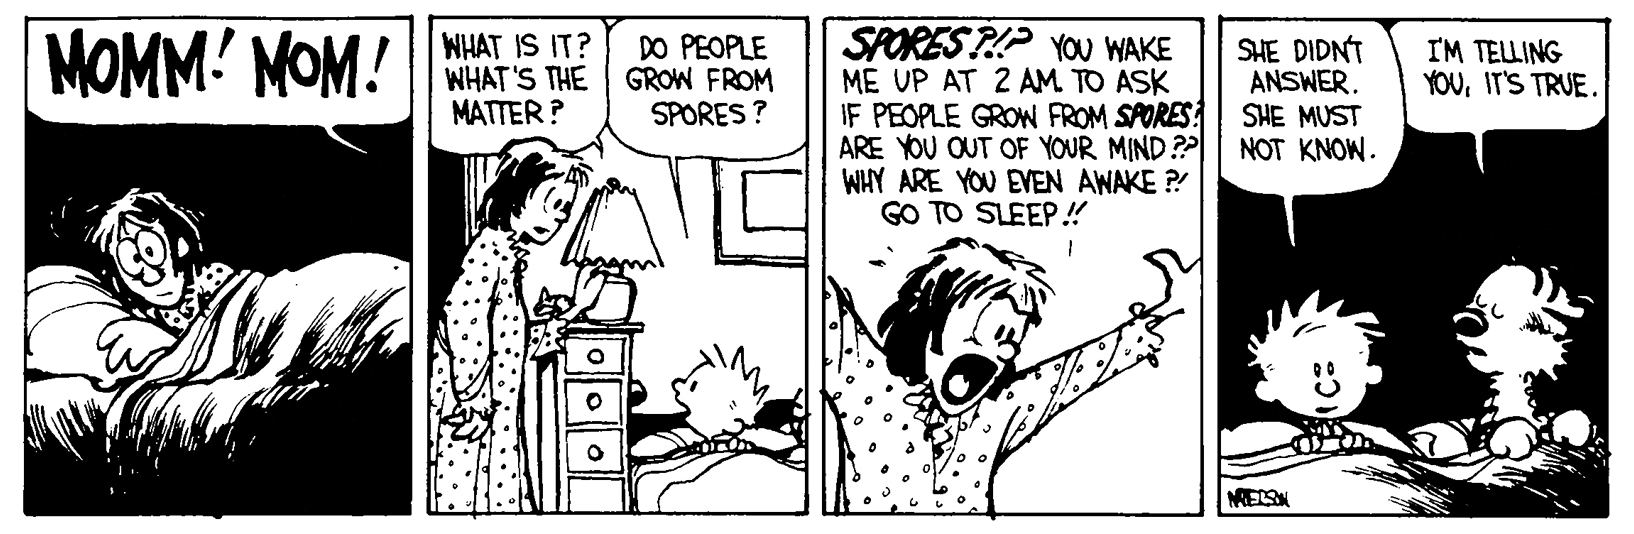 MOMM! MOM!
WHAT IS IT?
WHAT'S THE
MATTER?
DO PEOPLE
GROW FROM
SPORES?
SPORES?!? YOU WAKE
ME UP AT 2 AM. TO ASK
IF PEOPLE GROW FROM SPORES?
ARE YOU OUT OF YOUR MIND??
WHY ARE YOU EVEN AWAKE?!
GO TO SLEEP!!
SHE DIDN'T
ANSWER.
SHE MUST
NOT KNOW.
I'M TELLING
YOU, IT'S TRUE.
WATTERSON